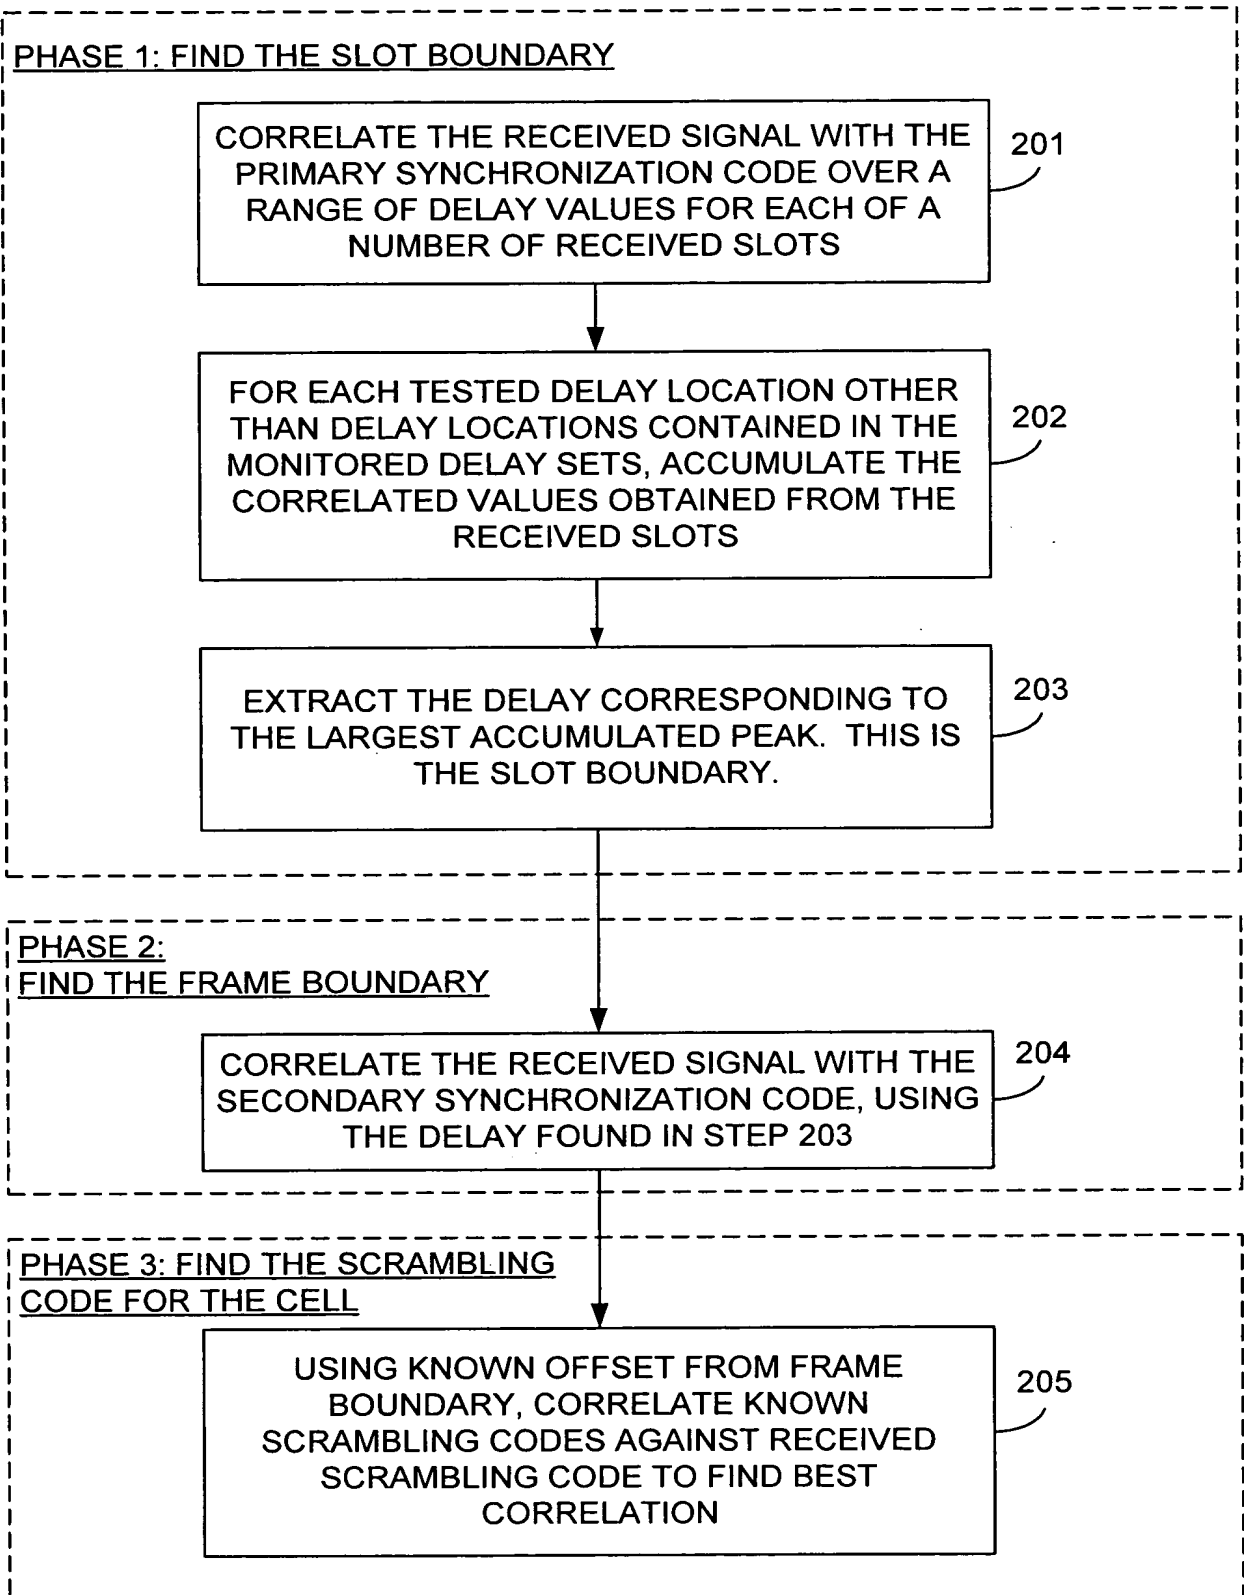 PHASE 1: FIND THE SLOT BOUNDARY
CORRELATE THE RECEIVED SIGNAL WITH THE
PRIMARY SYNCHRONIZATION CODE OVER A
RANGE OF DELAY VALUES FOR EACH OF A
NUMBER OF RECEIVED SLOTS
201
FOR EACH TESTED DELAY LOCATION OTHER
THAN DELAY LOCATIONS CONTAINED IN THE
MONITORED DELAY SETS, ACCUMULATE THE
CORRELATED VALUES OBTAINED FROM THE
RECEIVED SLOTS
202
EXTRACT THE DELAY CORRESPONDING TO
THE LARGEST ACCUMULATED PEAK. THIS IS
THE SLOT BOUNDARY.
203
PHASE 2:
FIND THE FRAME BOUNDARY
CORRELATE THE RECEIVED SIGNAL WITH THE
SECONDARY SYNCHRONIZATION CODE, USING
THE DELAY FOUND IN STEP 203
204
PHASE 3: FIND THE SCRAMBLING
CODE FOR THE CELL
USING KNOWN OFFSET FROM FRAME
BOUNDARY, CORRELATE KNOWN
SCRAMBLING CODES AGAINST RECEIVED
SCRAMBLING CODE TO FIND BEST
CORRELATION
205